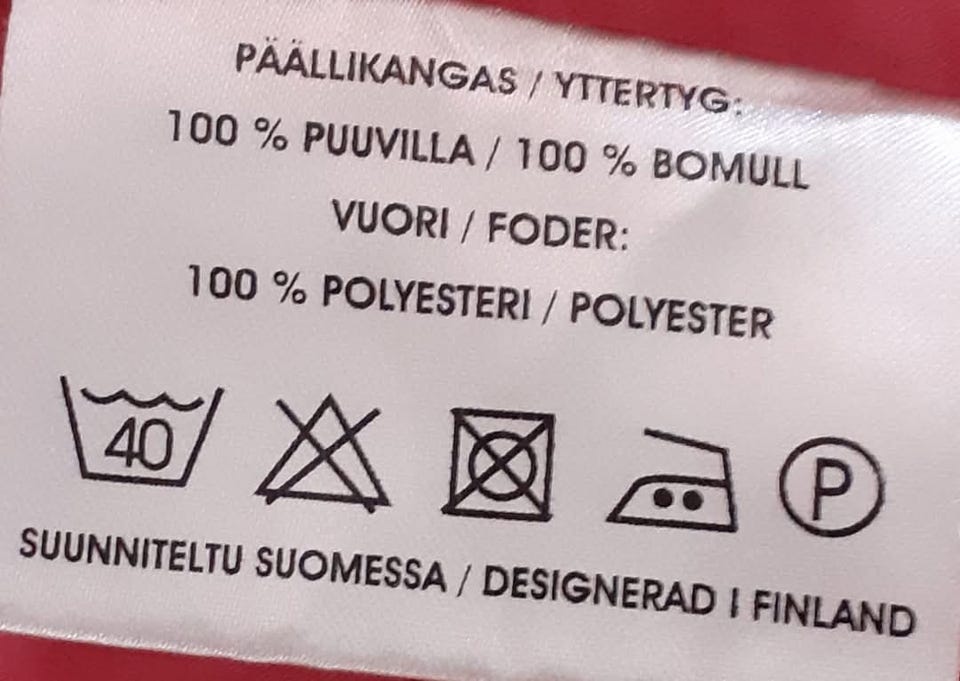 PÄÄLLIKANGAS / YTTERTYG:
100 % PUUVILLA / 100 % BOMULL
VUORI / FODER:
100 % POLYESTERI / POLYESTER
40 P
SUUNNITELTU SUOMESSA / DESIGNERAD I FINLAND